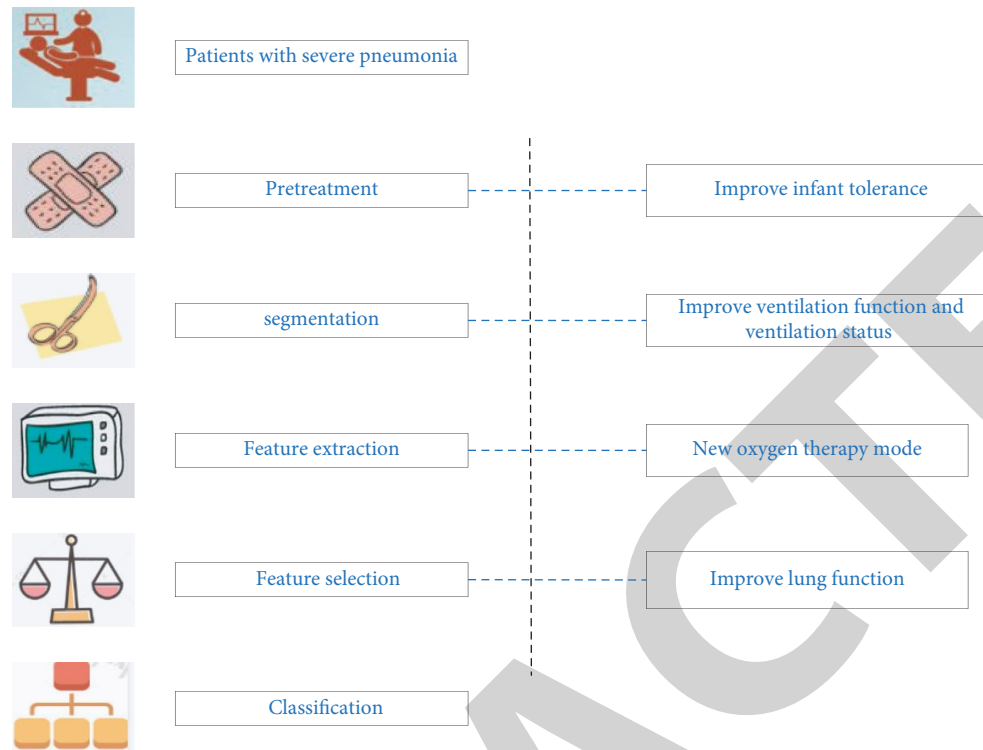 Patients with severe pneumonia
Pretreatment
Improve infant tolerance
segmentation
Improve ventilation function and
ventilation status
Feature extraction
New oxygen therapy mode
Feature selection
Improve lung function
Classification
ACTE